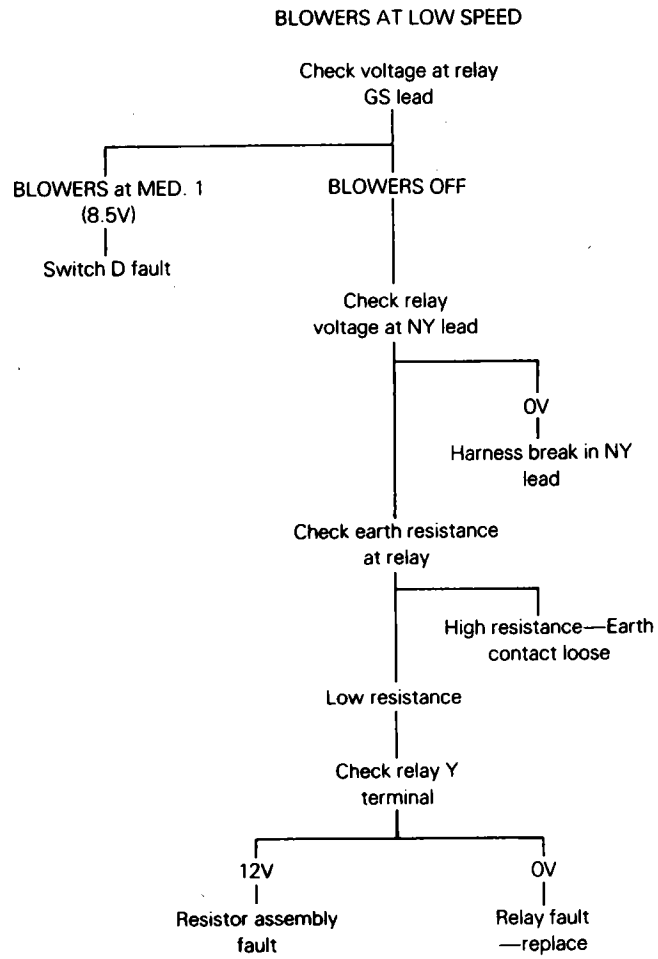 BLOWERS AT LOW SPEED
Check voltage at relay
GS lead
BLOWERS at MED. 1
(8.5V)
BLOWERS OFF
Switch D fault
Check relay
voltage at NY lead
0V
Harness break in NY
lead
Check earth resistance
at relay
High resistance—Earth
contact loose
Low resistance
Check relay Y
terminal
12V
0V
Resistor assembly
fault
Relay fault
—replace